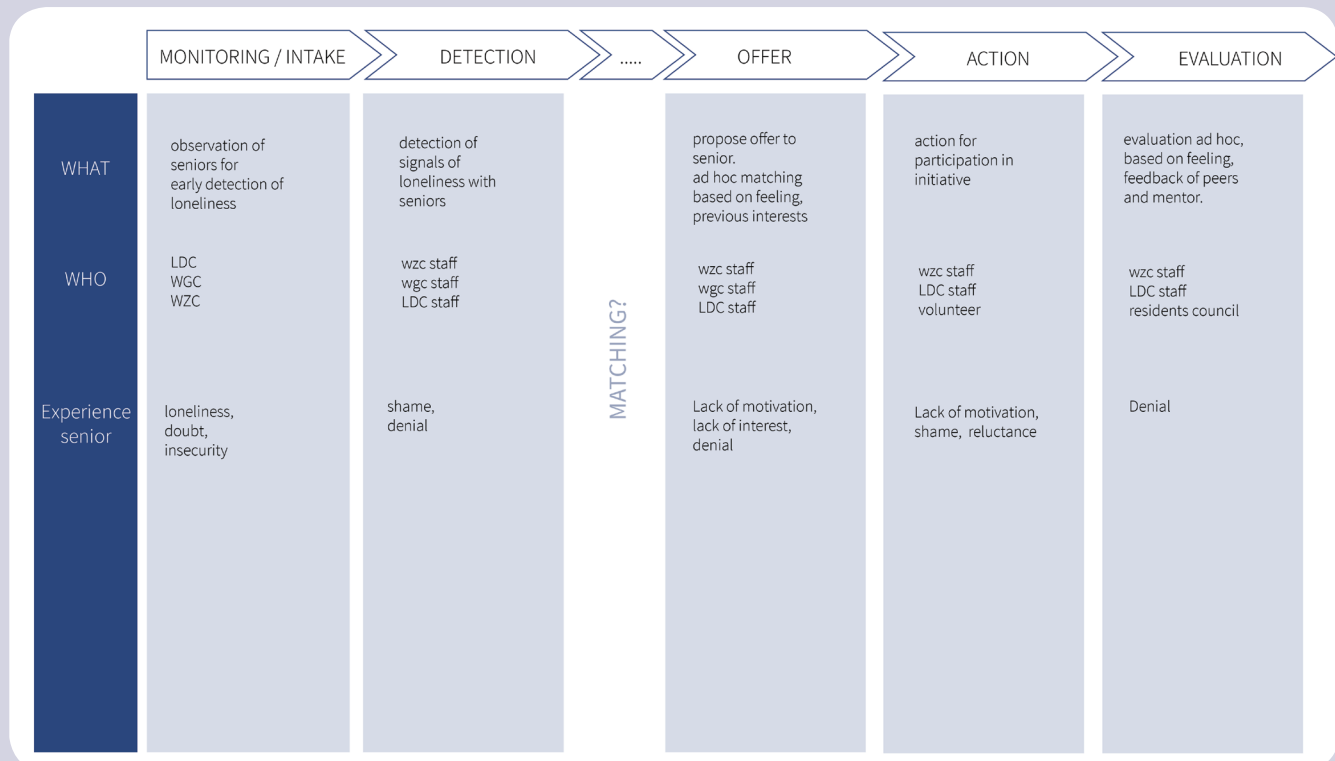 MONITORING / INTAKE
DETECTION
.....
OFFER
ACTION
EVALUATION
WHAT
observation of
seniors for
early detection of
loneliness
detection of
signals of
loneliness with
seniors
propose offer to
senior.
ad hoc matching
based on feeling,
previous interests
action for
participation in
initiative
evaluation ad hoc,
based on feeling,
feedback of peers
and mentor.
WHO
LDC
WGC
WZC
wzc staff
wgc staff
LDC staff
MATCHING?
wzc staff
wgc staff
LDC staff
wzc staff
LDC staff
volunteer
wzc staff
LDC staff
residents council
Experience
senior
loneliness,
doubt,
insecurity
shame,
denial
Lack of motivation,
lack of interest,
denial
Lack of motivation,
shame, reluctance
Denial